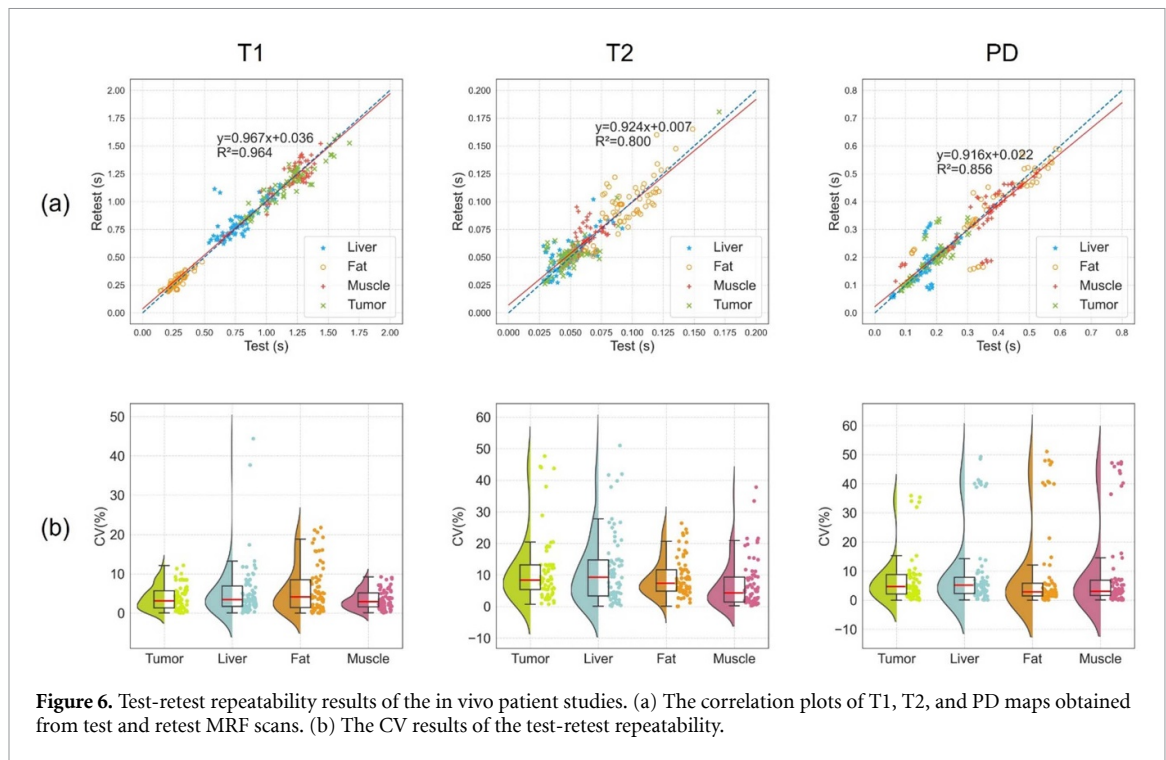 T1 T2 PD
(a)
y=0.967x+0.036
R²=0.964
Retest (s)
2.00
1.75
1.50
1.25
1.00
0.75
0.50
0.25
0.00
Liver
Fat
Muscle
Tumor
0.00 0.25 0.50 0.75 1.00 1.25 1.50 1.75 2.00
Test (s)
y=0.924x+0.007
R²=0.800
Retest (s)
0.200
0.175
0.150
0.125
0.100
0.075
0.050
0.025
0.000
Liver
Fat
Muscle
Tumor
0.000 0.025 0.050 0.075 0.100 0.125 0.150 0.175 0.200
Test (s)
y=0.916x+0.022
R²=0.856
Retest (s)
0.8
0.7
0.6
0.5
0.4
0.3
0.2
0.1
0.0
Liver
Fat
Muscle
Tumor
0.0 0.1 0.2 0.3 0.4 0.5 0.6 0.7 0.8
Test (s)
(b)
CV(%)
50
40
30
20
10
0
Tumor Liver Fat Muscle
CV(%)
60
50
40
30
20
10
0
−10
Tumor Liver Fat Muscle
CV(%)
60
50
40
30
20
10
0
−10
Tumor Liver Fat Muscle
Figure 6. Test-retest repeatability results of the in vivo patient studies. (a) The correlation plots of T1, T2, and PD maps obtained
from test and retest MRF scans. (b) The CV results of the test-retest repeatability.